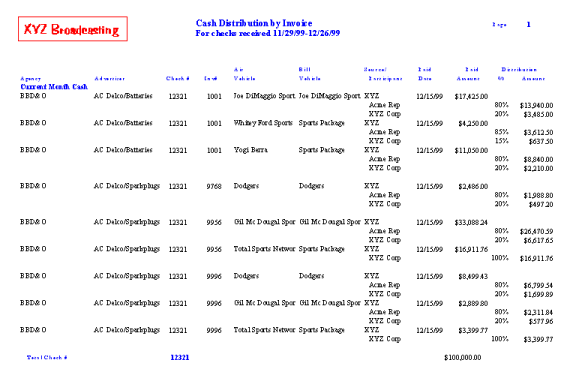 XYZ Broadcasting
Cash Distribution by Invoice
For checks received 11/29/99-12/26/99
Page 1
Air Bill Source/ Paid Paid Distribution
Agency Advertiser Check # Inv# Vehicle Vehicle Participant Date Amount % Amount
Current Month Cash
BBD&O AC Delco/Batteries 12321 1001 Joe DiMaggio Sport Joe DiMaggio Sport XYZ 12/15/99 $17,425.00
Acme Rep 80% $13,940.00
XYZ Corp 20% $3,485.00
BBD&O AC Delco/Batteries 12321 1001 Whitey Ford Sports Sports Package XYZ 12/15/99 $4,250.00
Acme Rep 85% $3,612.50
XYZ Corp 15% $637.50
BBD&O AC Delco/Batteries 12321 1001 Yogi Berra Sports Package XYZ 12/15/99 $11,050.00
Acme Rep 80% $8,840.00
XYZ Corp 20% $2,210.00
BBD&O AC Delco/Sparkplugs 12321 9768 Dodgers Dodgers XYZ 12/15/99 $2,486.00
Acme Rep 80% $1,988.80
XYZ Corp 20% $497.20
BBD&O AC Delco/Sparkplugs 12321 9956 Gil Mc Dougal Spor Gil Mc Dougal Spor XYZ 12/15/99 $33,088.24
Acme Rep 80% $26,470.59
XYZ Corp 20% $6,617.65
BBD&O AC Delco/Sparkplugs 12321 9956 Total Sports Networ Sports Package XYZ 12/15/99 $16,911.76
XYZ Corp 100% $16,911.76
BBD&O AC Delco/Sparkplugs 12321 9996 Dodgers Dodgers XYZ 12/15/99 $8,499.43
Acme Rep 80% $6,799.54
XYZ Corp 20% $1,699.89
BBD&O AC Delco/Sparkplugs 12321 9996 Gil Mc Dougal Spor Gil Mc Dougal Spor XYZ 12/15/99 $2,889.80
Acme Rep 80% $2,311.84
XYZ Corp 20% $577.96
BBD&O AC Delco/Sparkplugs 12321 9996 Total Sports Networ Sports Package XYZ 12/15/99 $3,399.77
XYZ Corp 100% $3,399.77
Total Check # 12321 $100,000.00